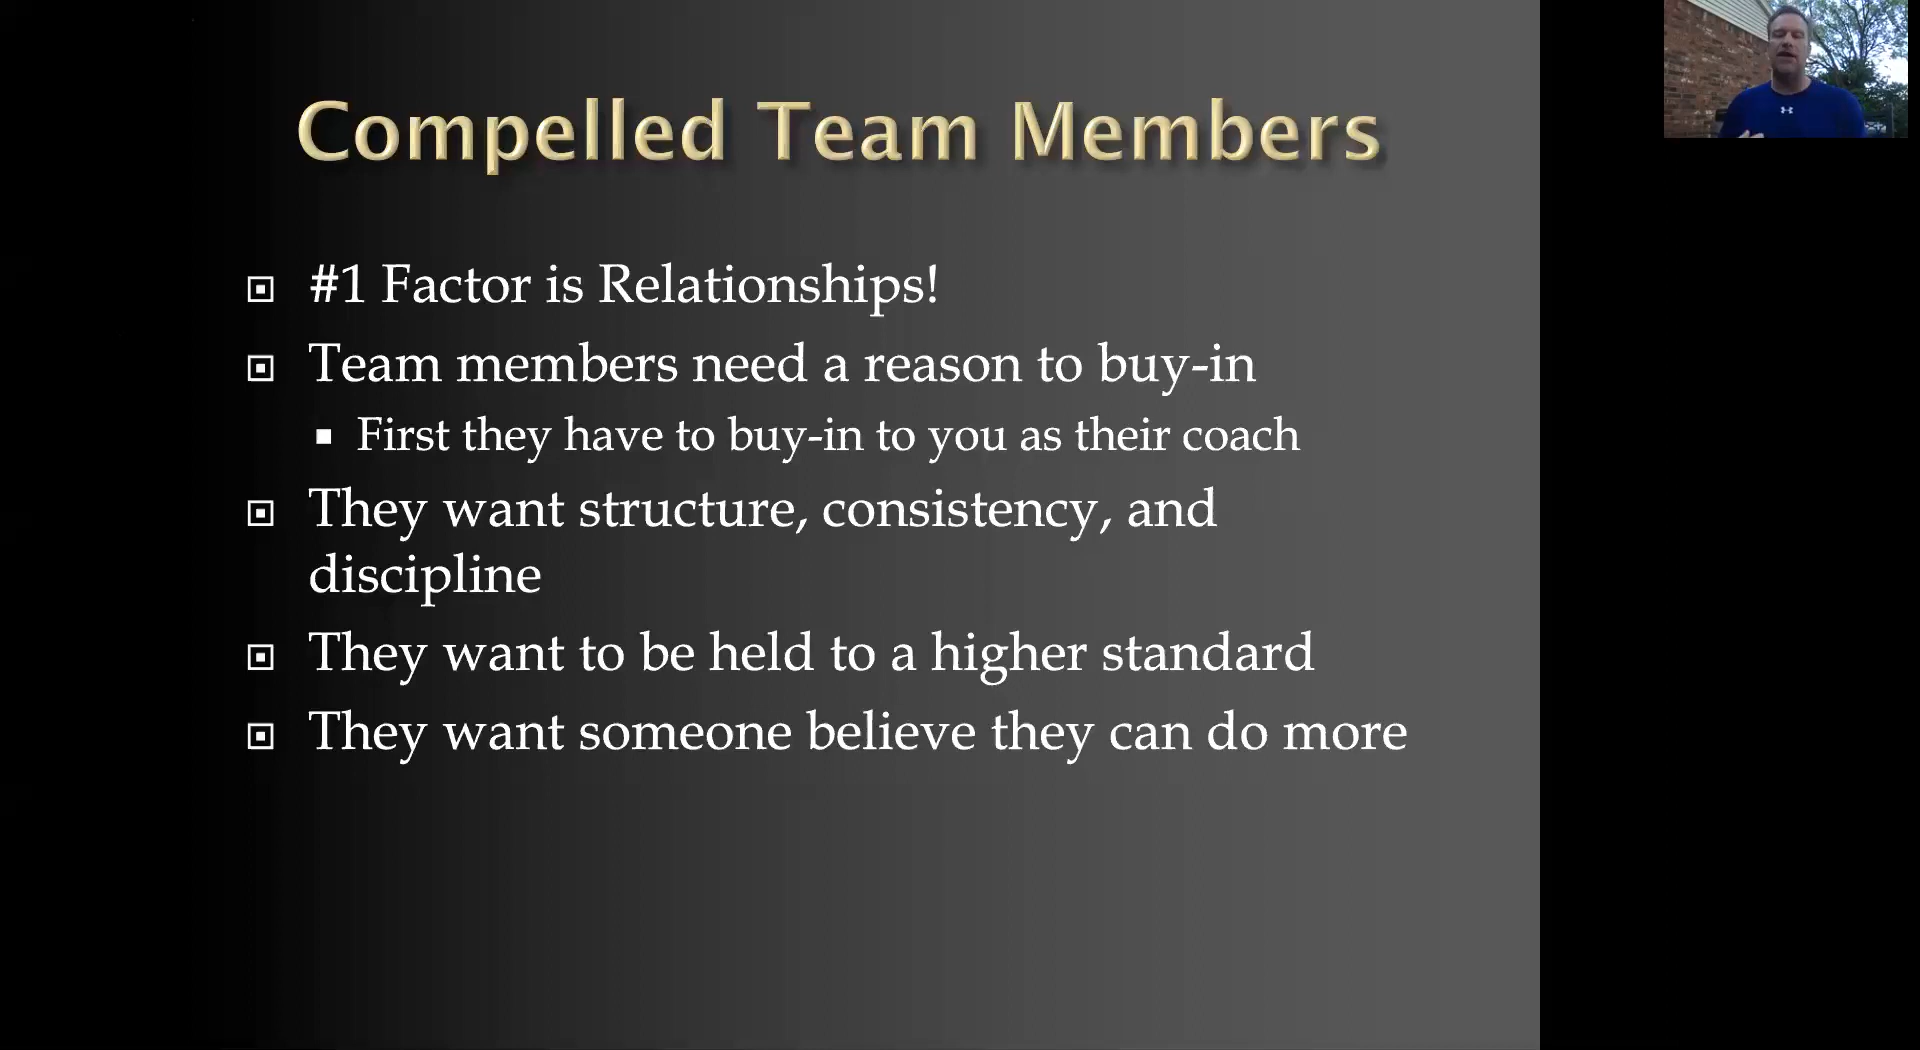 Compelled Team Members
#1 Factor is Relationships!
Team members need a reason to buy-in
First they have to buy-in to you as their coach
They want structure, consistency, and
discipline
They want to be held to a higher standard
They want someone believe they can do more